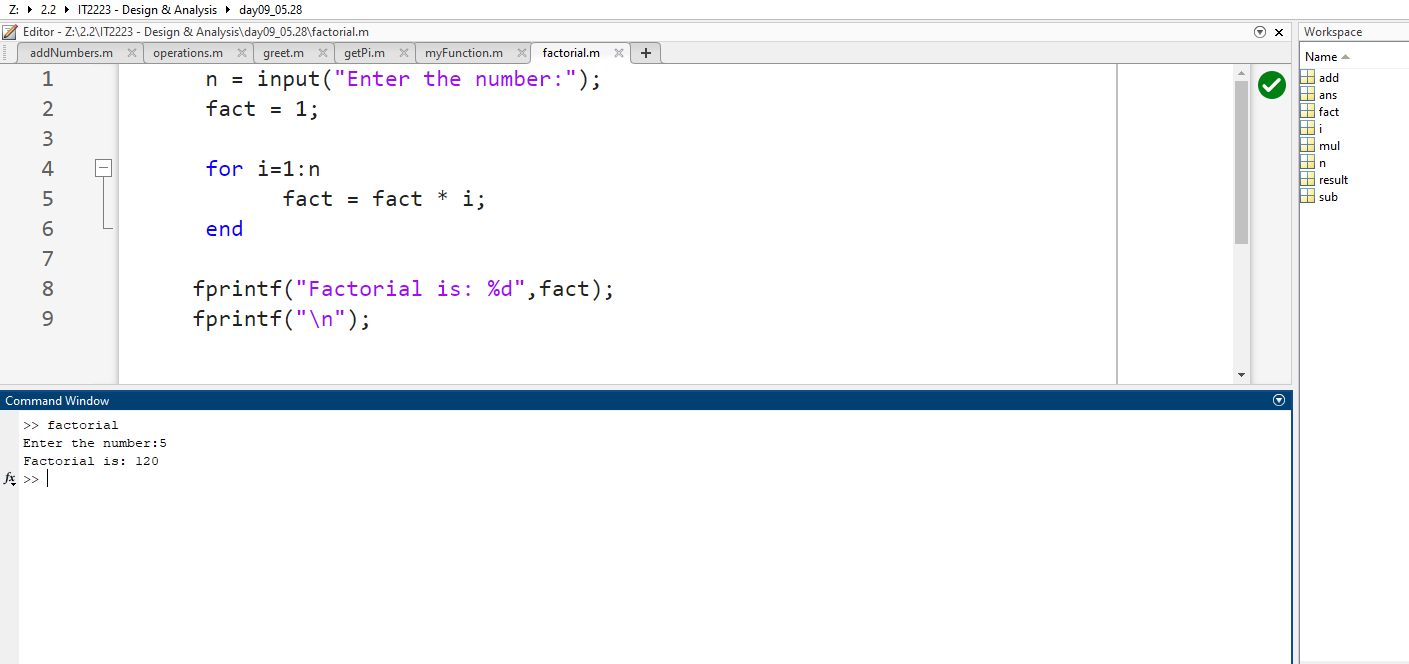 Z: 2.2 IT2223 - Design & Analysis day09_05.28
Editor - Z:\2.2\IT2223 - Design & Analysis\day09_05.28\factorial.m
addNumbers.m operations.m greet.m getPi.m myFunction.m factorial.m +
1 n = input("Enter the number:");
2 fact = 1;
3
4 for i=1:n
5 fact = fact * i;
6 end
7
8 fprintf("Factorial is: %d",fact);
9 fprintf("\n");
Command Window
>> factorial
Enter the number:5
Factorial is: 120
fx >>
Workspace
Name
add
ans
fact
i
mul
n
result
sub